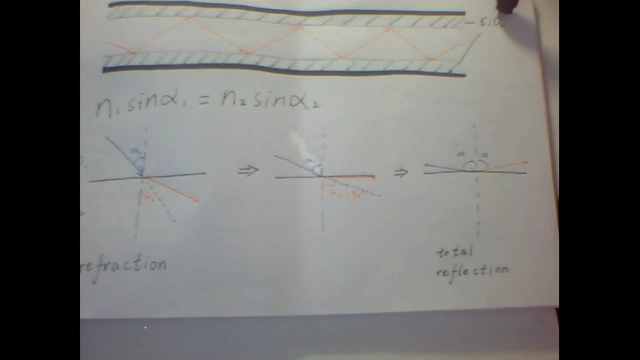 n₁ sinα₁ = n₂ sinα₂
refraction
total
reflection